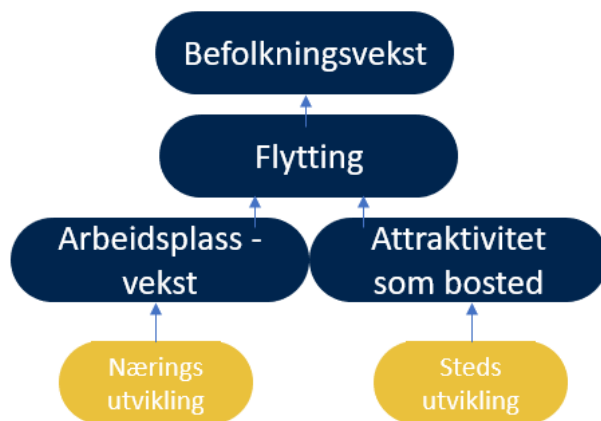 Befolkningsvekst
Flytting
Arbeidsplass -
vekst
Attraktivitet
som bosted
Nærings
utvikling
Steds
utvikling